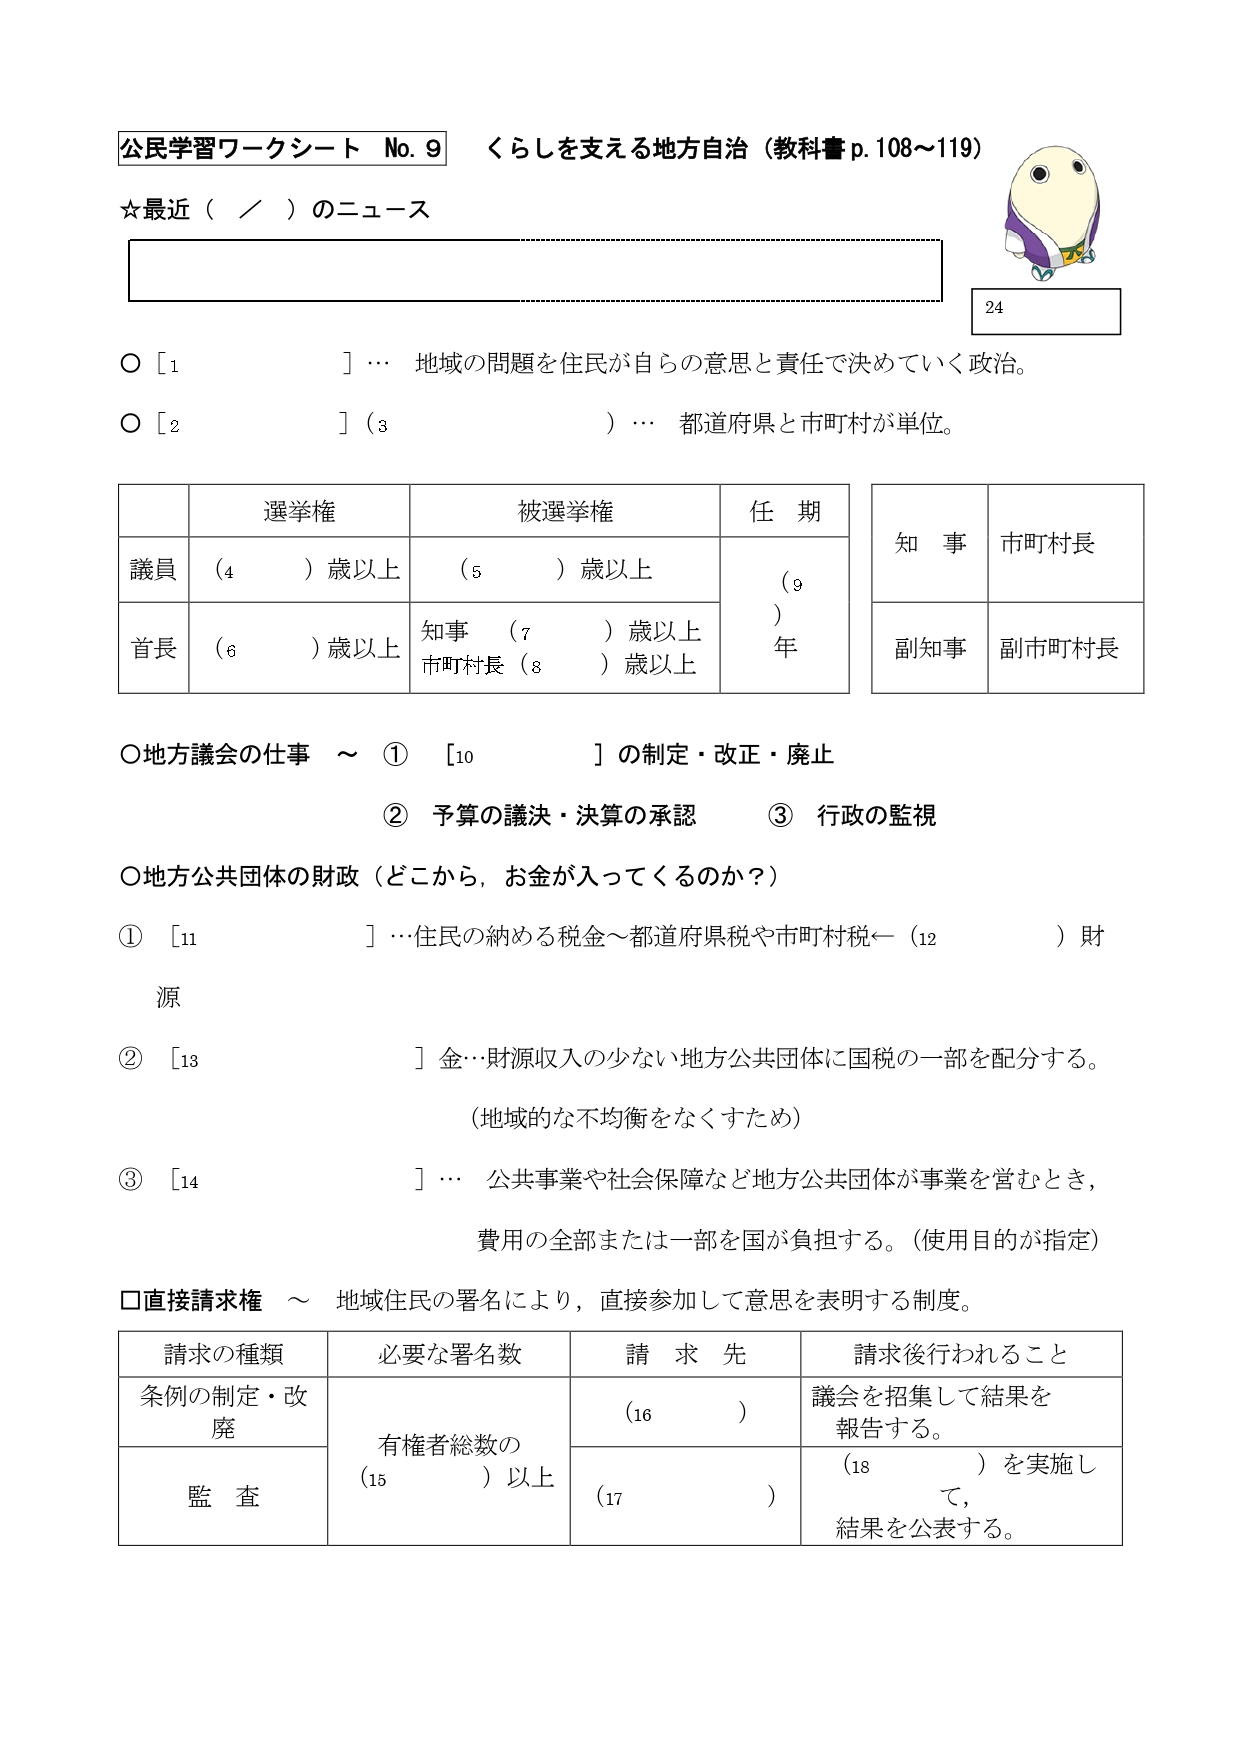 公民学習ワークシート　No.９　くらしを支える地方自治（教科書p.108～119）
☆最近（　／　）のニュース
24
〇［1　　　　　　］…　地域の問題を住民が自らの意思と責任で決めていく政治。
〇［2　　　　　　］（3　　　　　　　　　）…　都道府県と市町村が単位。
選挙権　被選挙権　任　期
議員　（4　　　）歳以上　（5　　　）歳以上
（9
）
年
首長　（6　　　）歳以上
知事　（7　　　）歳以上
市町村長（8　　）歳以上
知　事　市町村長
副知事　副市町村長
〇地方議会の仕事　～　①　［10　　　　　］の制定・改正・廃止
②　予算の議決・決算の承認　　　③　行政の監視
〇地方公共団体の財政（どこから，お金が入ってくるのか？）
①　［11　　　　　　　］…住民の納める税金～都道府県税や市町村税←（12　　　　　）財
源
②　［13　　　　　　　　　］金…財源収入の少ない地方公共団体に国税の一部を配分する。
（地域的な不均衡をなくすため）
③　［14　　　　　　　　　］…　公共事業や社会保障など地方公共団体が事業を営むとき，
費用の全部または一部を国が負担する。（使用目的が指定）
□直接請求権　～　地域住民の署名により，直接参加して意思を表明する制度。
請求の種類　必要な署名数　請　求　先　請求後行われること
条例の制定・改
廃
有権者総数の
（15　　　　）以上
（16　　　　）
議会を招集して結果を
報告する。
監　査
（17　　　　　　）
（18　　　　）を実施し
て，
結果を公表する。